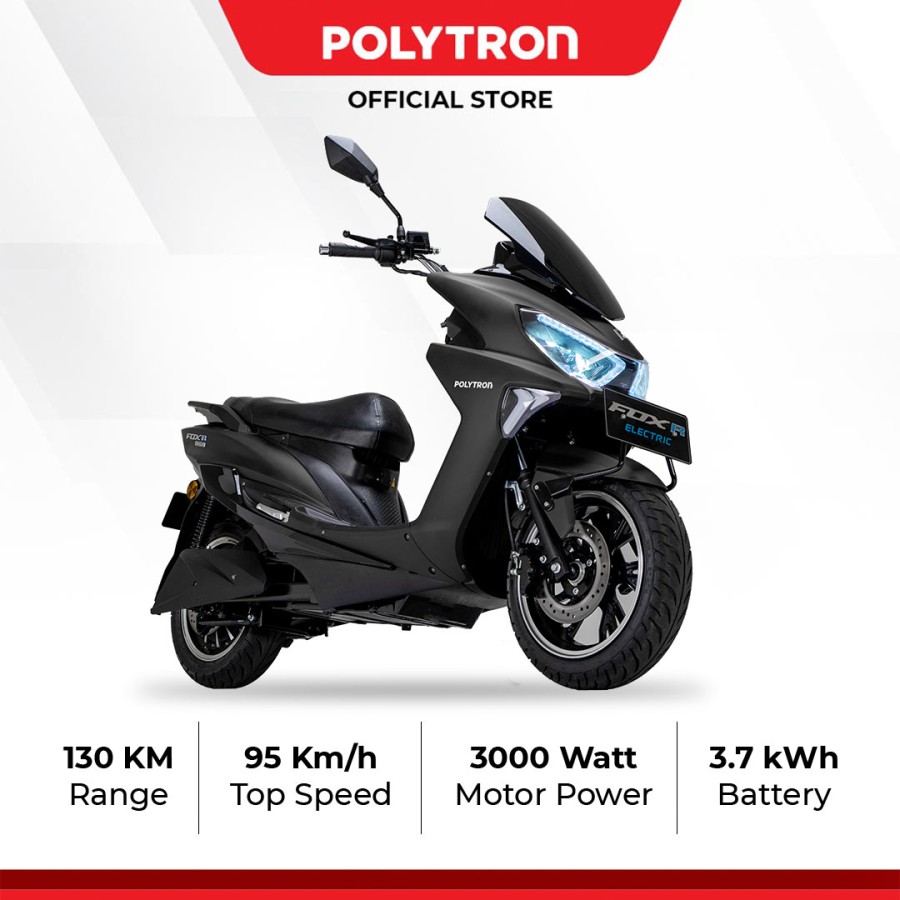 POLYTRON
OFFICIAL STORE
POLYTRON
FOX R
ELECTRIC
FOX R
130 KM
Range
95 Km/h
Top Speed
3000 Watt
Motor Power
3.7 kWh
Battery